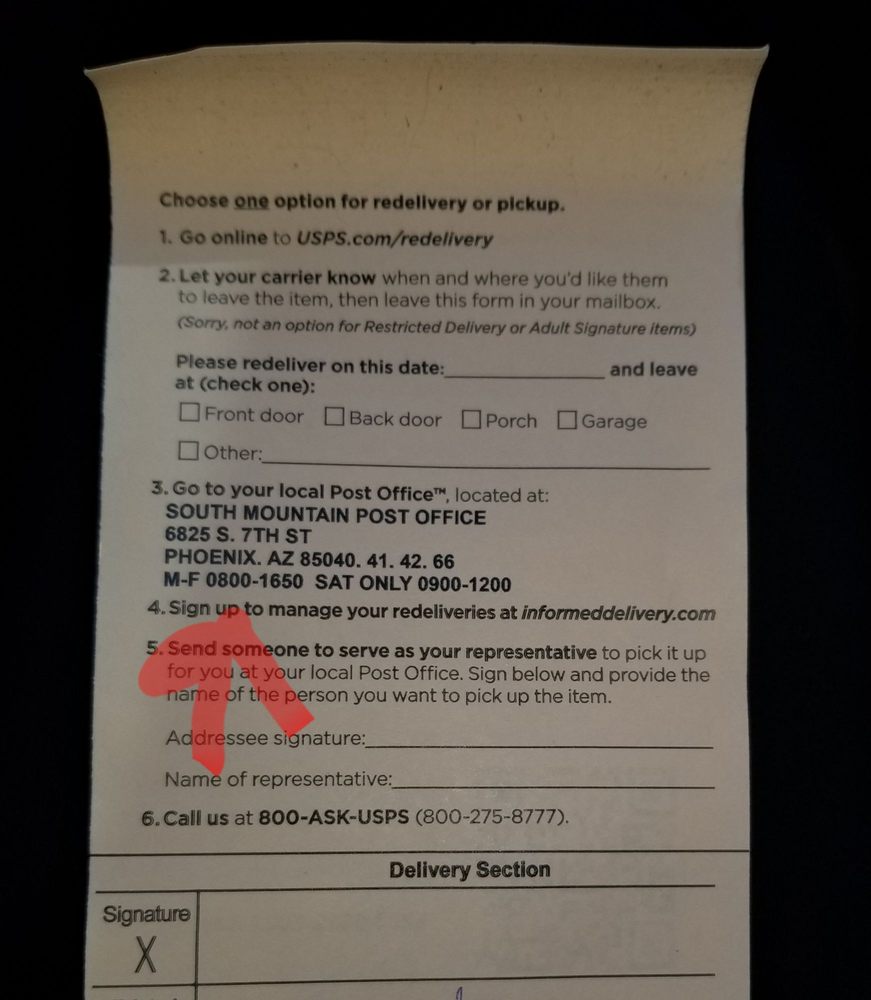 Choose one option for redelivery or pickup.
1. Go online to USPS.com/redelivery
2. Let your carrier know when and where you'd like them
to leave the item, then leave this form in your mailbox.
(Sorry, not an option for Restricted Delivery or Adult Signature items)
Please redeliver on this date:____________ and leave
at (check one):
☐ Front door ☐ Back door ☐ Porch ☐ Garage
☐ Other:____________
3. Go to your local Post Office™, located at:
SOUTH MOUNTAIN POST OFFICE
6825 S. 7TH ST
PHOENIX. AZ 85040. 41. 42. 66
M-F 0800-1650 SAT ONLY 0900-1200
4. Sign up to manage your redeliveries at informeddelivery.com
5. Send someone to serve as your representative to pick it up
for you at your local Post Office. Sign below and provide the
name of the person you want to pick up the item.
Addressee signature:____________
Name of representative:____________
6. Call us at 800-ASK-USPS (800-275-8777).
Delivery Section
Signature
X